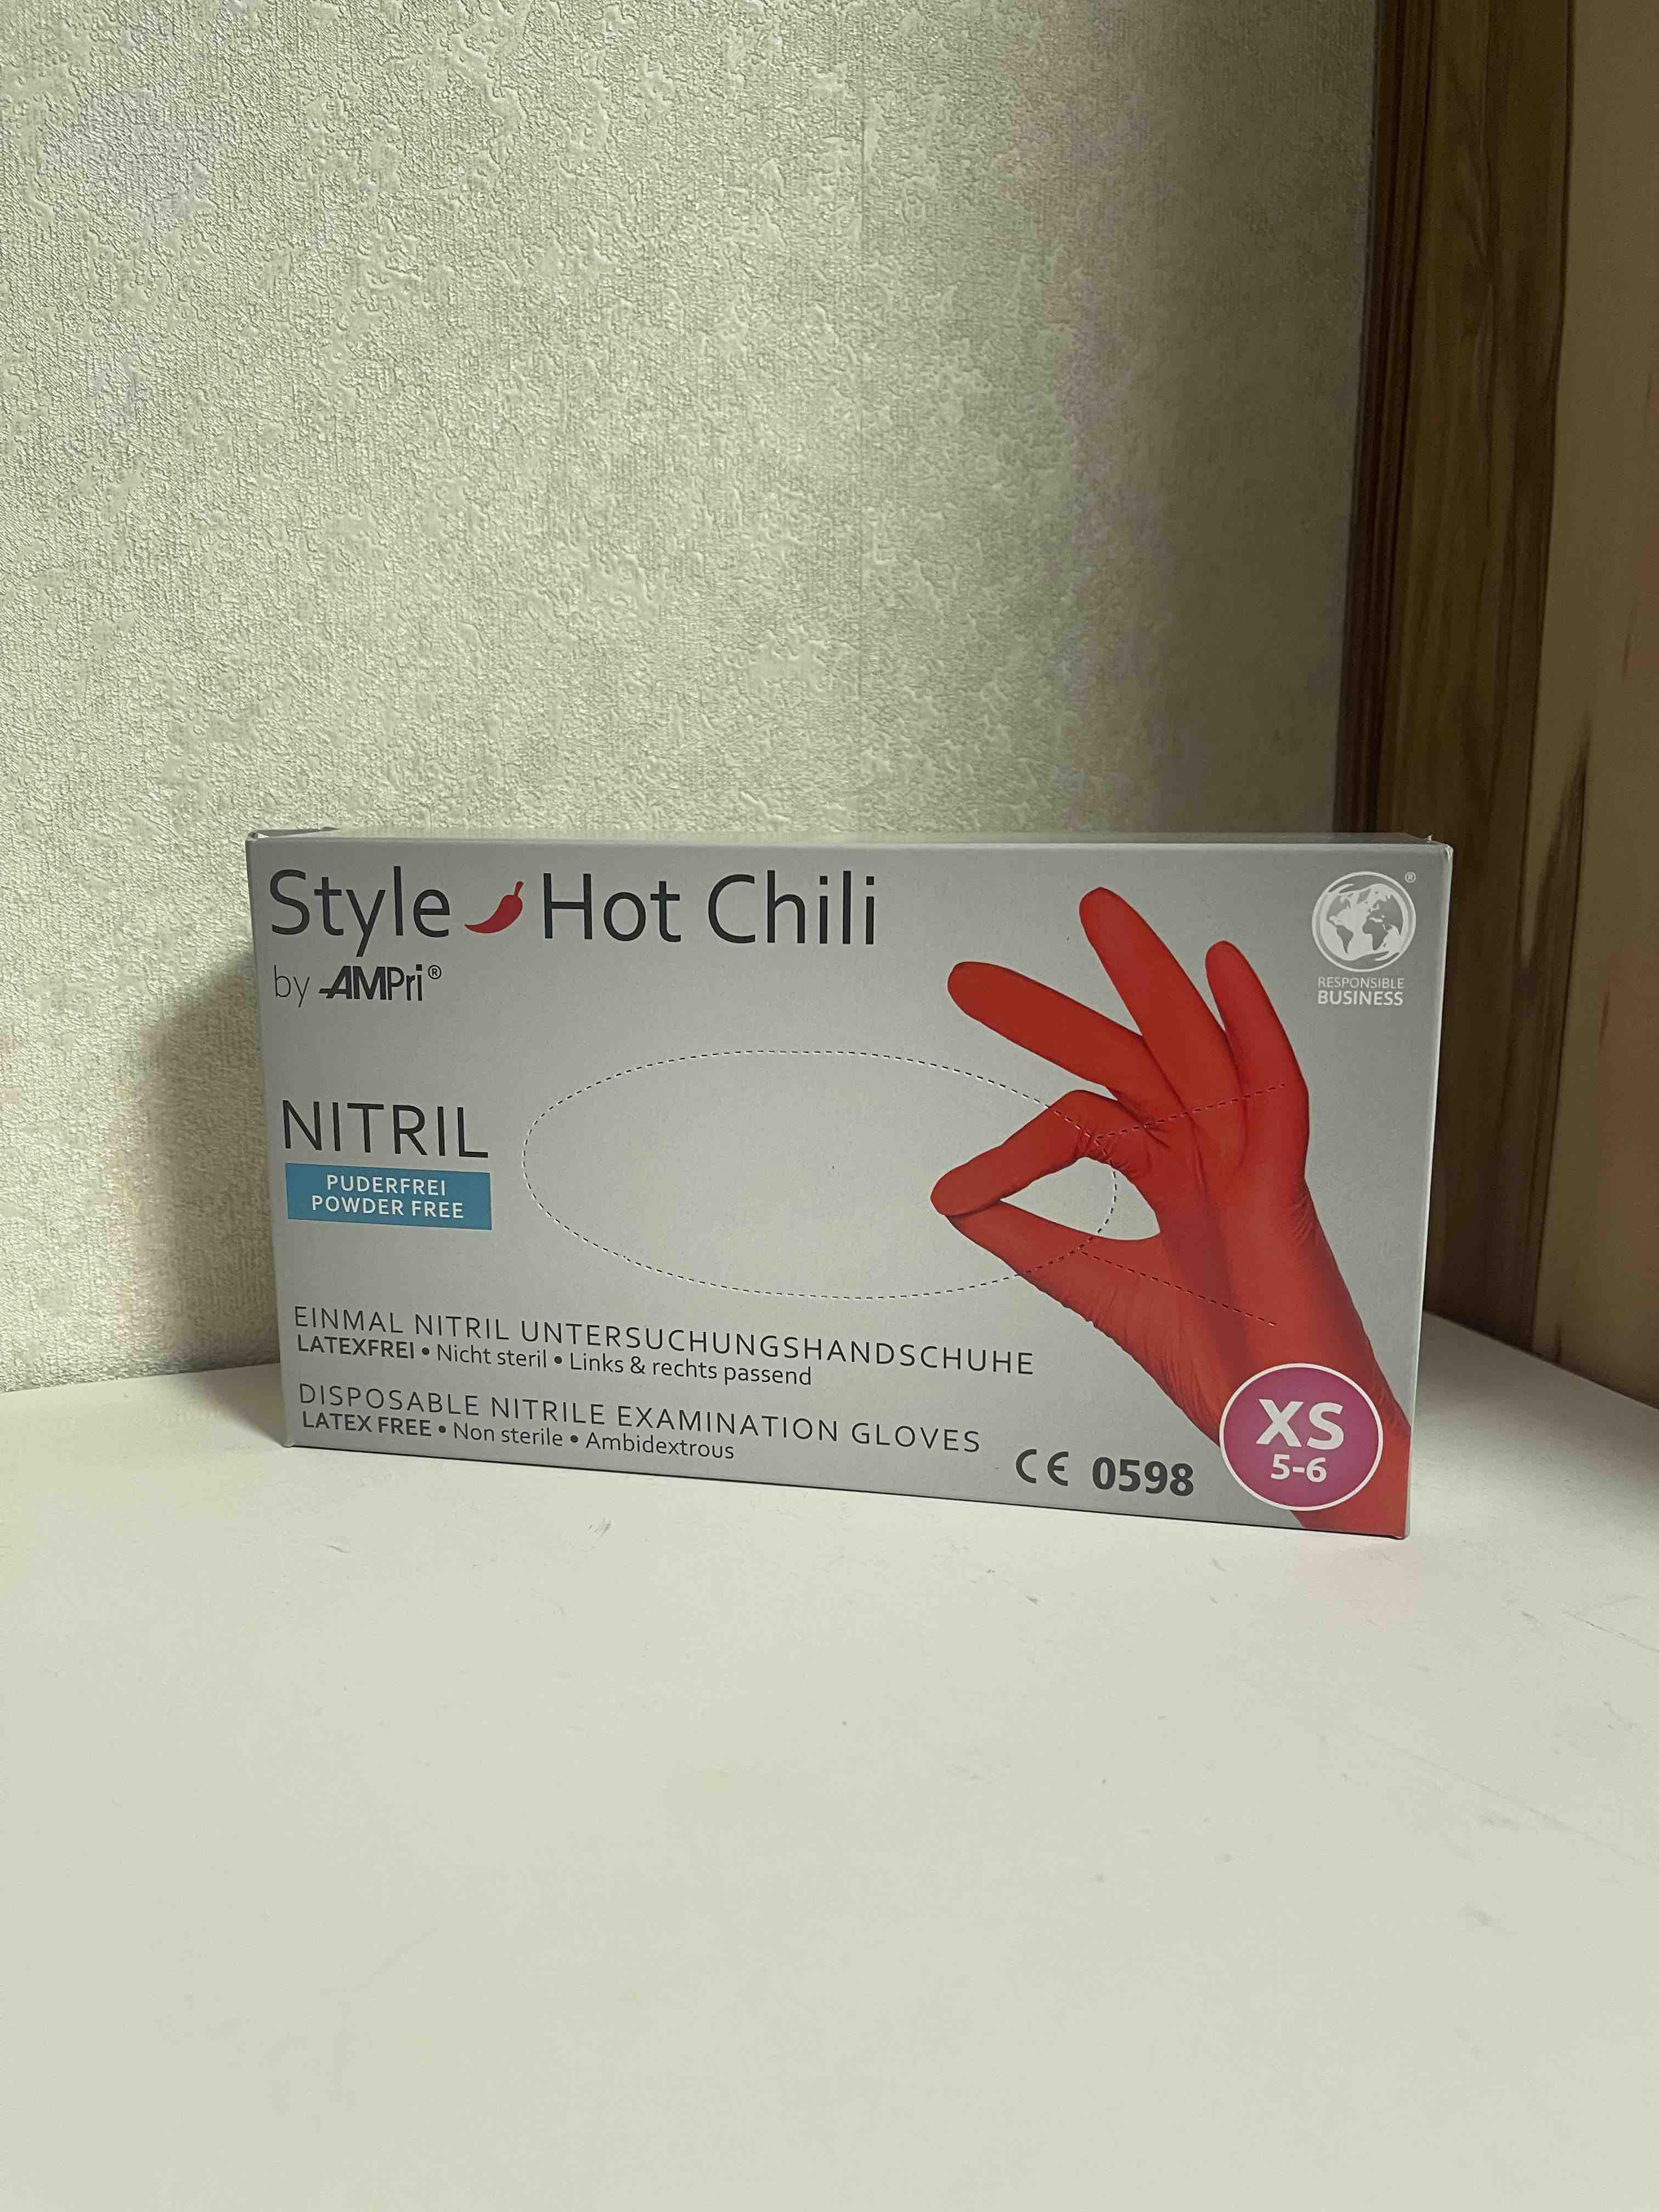 Style Hot Chili
by AMPri®
®
RESPONSIBLE
BUSINESS
NITRIL
PUDERFREI
POWDER FREE
EINMAL NITRIL UNTERSUCHUNGSHANDSCHUHE
LATEXFREI • Nicht steril • Links & rechts passend
DISPOSABLE NITRILE EXAMINATION GLOVES
LATEX FREE • Non sterile • Ambidextrous
CE 0598
XS
5-6